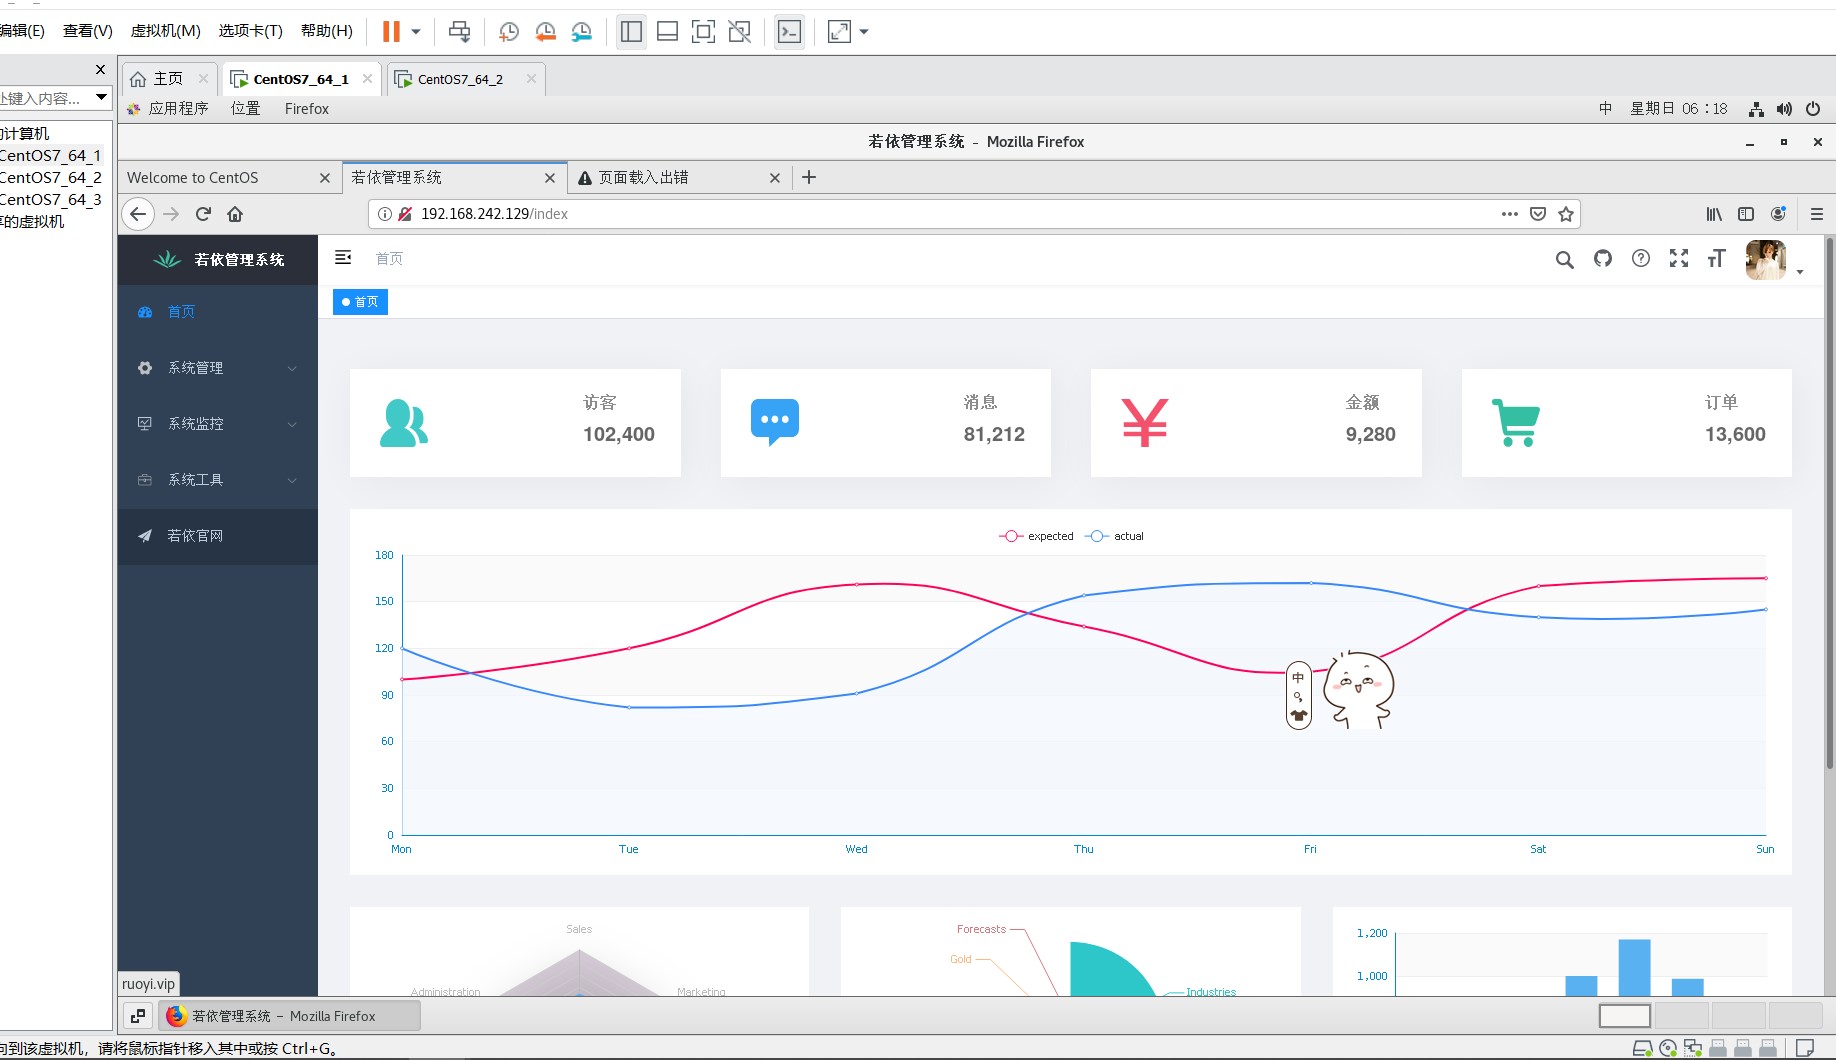 编辑(E) 查看(V) 虚拟机(M) 选项卡(T) 帮助(H)
主页 CentOS7_64_1 CentOS7_64_2
处键入内容...
应用程序 位置 Firefox 中 星期日 06：18
的计算机
CentOS7_64_1
CentOS7_64_2
CentOS7_64_3
享的虚拟机
若依管理系统 - Mozilla Firefox
Welcome to CentOS 若依管理系统 页面载入出错
192.168.242.129/index
若依管理系统
首页
首页
首页
系统管理
系统监控
系统工具
若依官网
访客
102,400
消息
81,212
金额
9,280
订单
13,600
expected actual
180
150
120
90
60
30
0
Mon Tue Wed Thu Fri Sat Sun
中
Sales
Administration Marketing
Forecasts
Gold
Industries
1,200
1,000
ruoyi.vip
若依管理系统 - Mozilla Firefox
向到该虚拟机，请将鼠标指针移入其中或按 Ctrl+G。